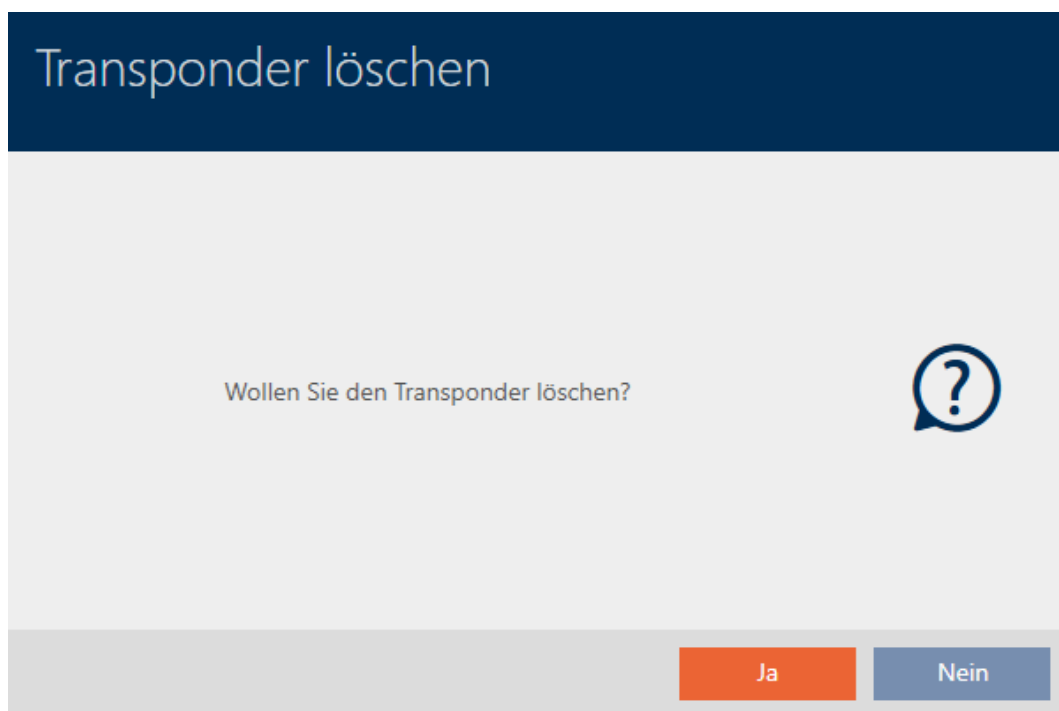 Transponder löschen
Wollen Sie den Transponder löschen?
?
Ja
Nein